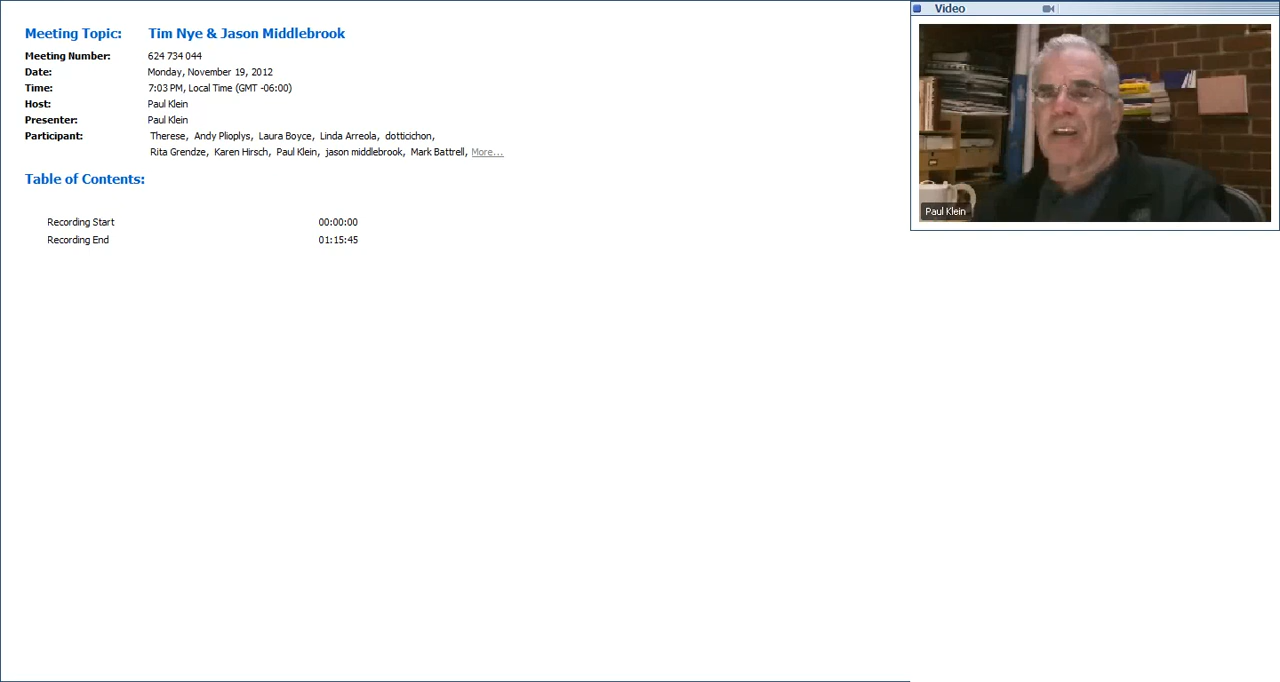 Meeting Topic: Tim Nye & Jason Middlebrook
Meeting Number: 624 734 044
Date: Monday, November 19, 2012
Time: 7:03 PM, Local Time (GMT -06:00)
Host: Paul Klein
Presenter: Paul Klein
Participant: Therese, Andy Plioplys, Laura Boyce, Linda Arreola, dotticichon,
Rita Grendze, Karen Hirsch, Paul Klein, jason middlebrook, Mark Battrell, More...
Table of Contents:
Recording Start 00:00:00
Recording End 01:15:45
Video
Paul Klein